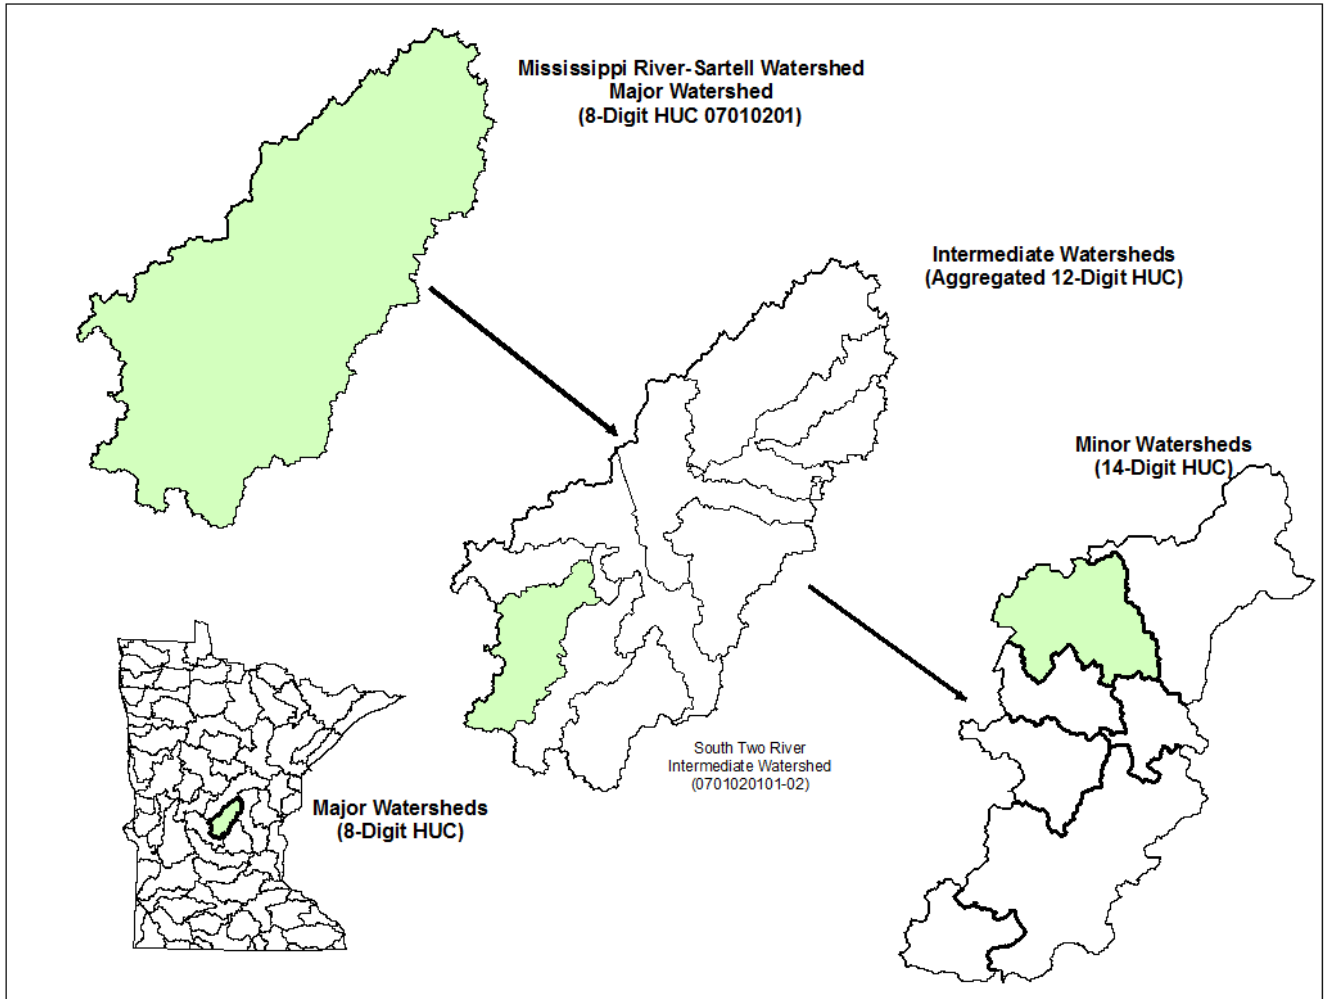 Mississippi River-Sartell Watershed
Major Watershed
(8-Digit HUC 07010201)
Intermediate Watersheds
(Aggregated 12-Digit HUC)
Minor Watersheds
(14-Digit HUC)
South Two River
Intermediate Watershed
(0701020101-02)
Major Watersheds
(8-Digit HUC)